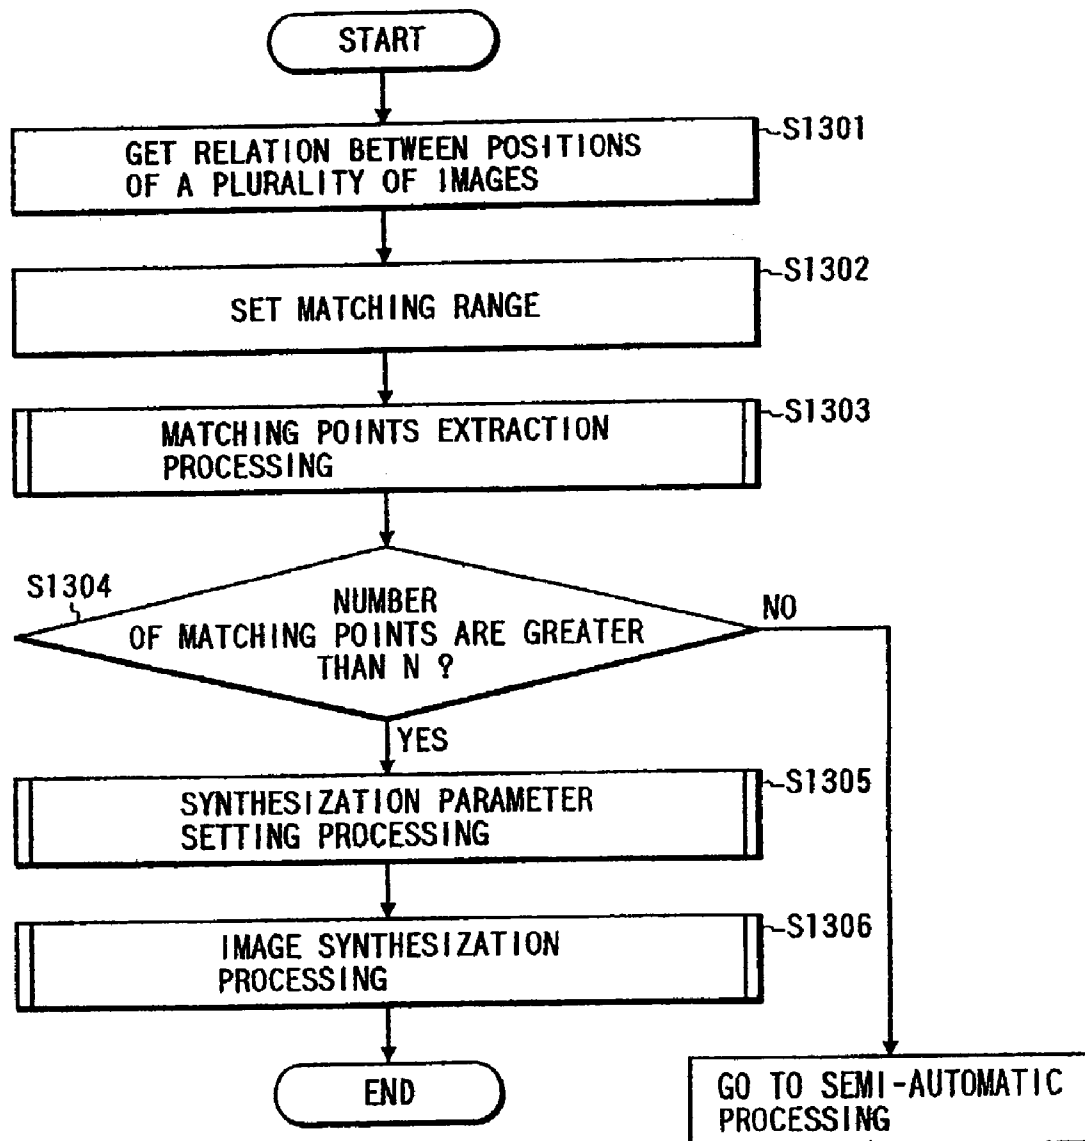 START
GET RELATION BETWEEN POSITIONS
OF A PLURALITY OF IMAGES
S1301
SET MATCHING RANGE
S1302
MATCHING POINTS EXTRACTION
PROCESSING
S1303
S1304
NUMBER
OF MATCHING POINTS ARE GREATER
THAN N ?
NO
YES
SYNTHESIZATION PARAMETER
SETTING PROCESSING
S1305
IMAGE SYNTHESIZATION
PROCESSING
S1306
END
GO TO SEMI-AUTOMATIC
PROCESSING